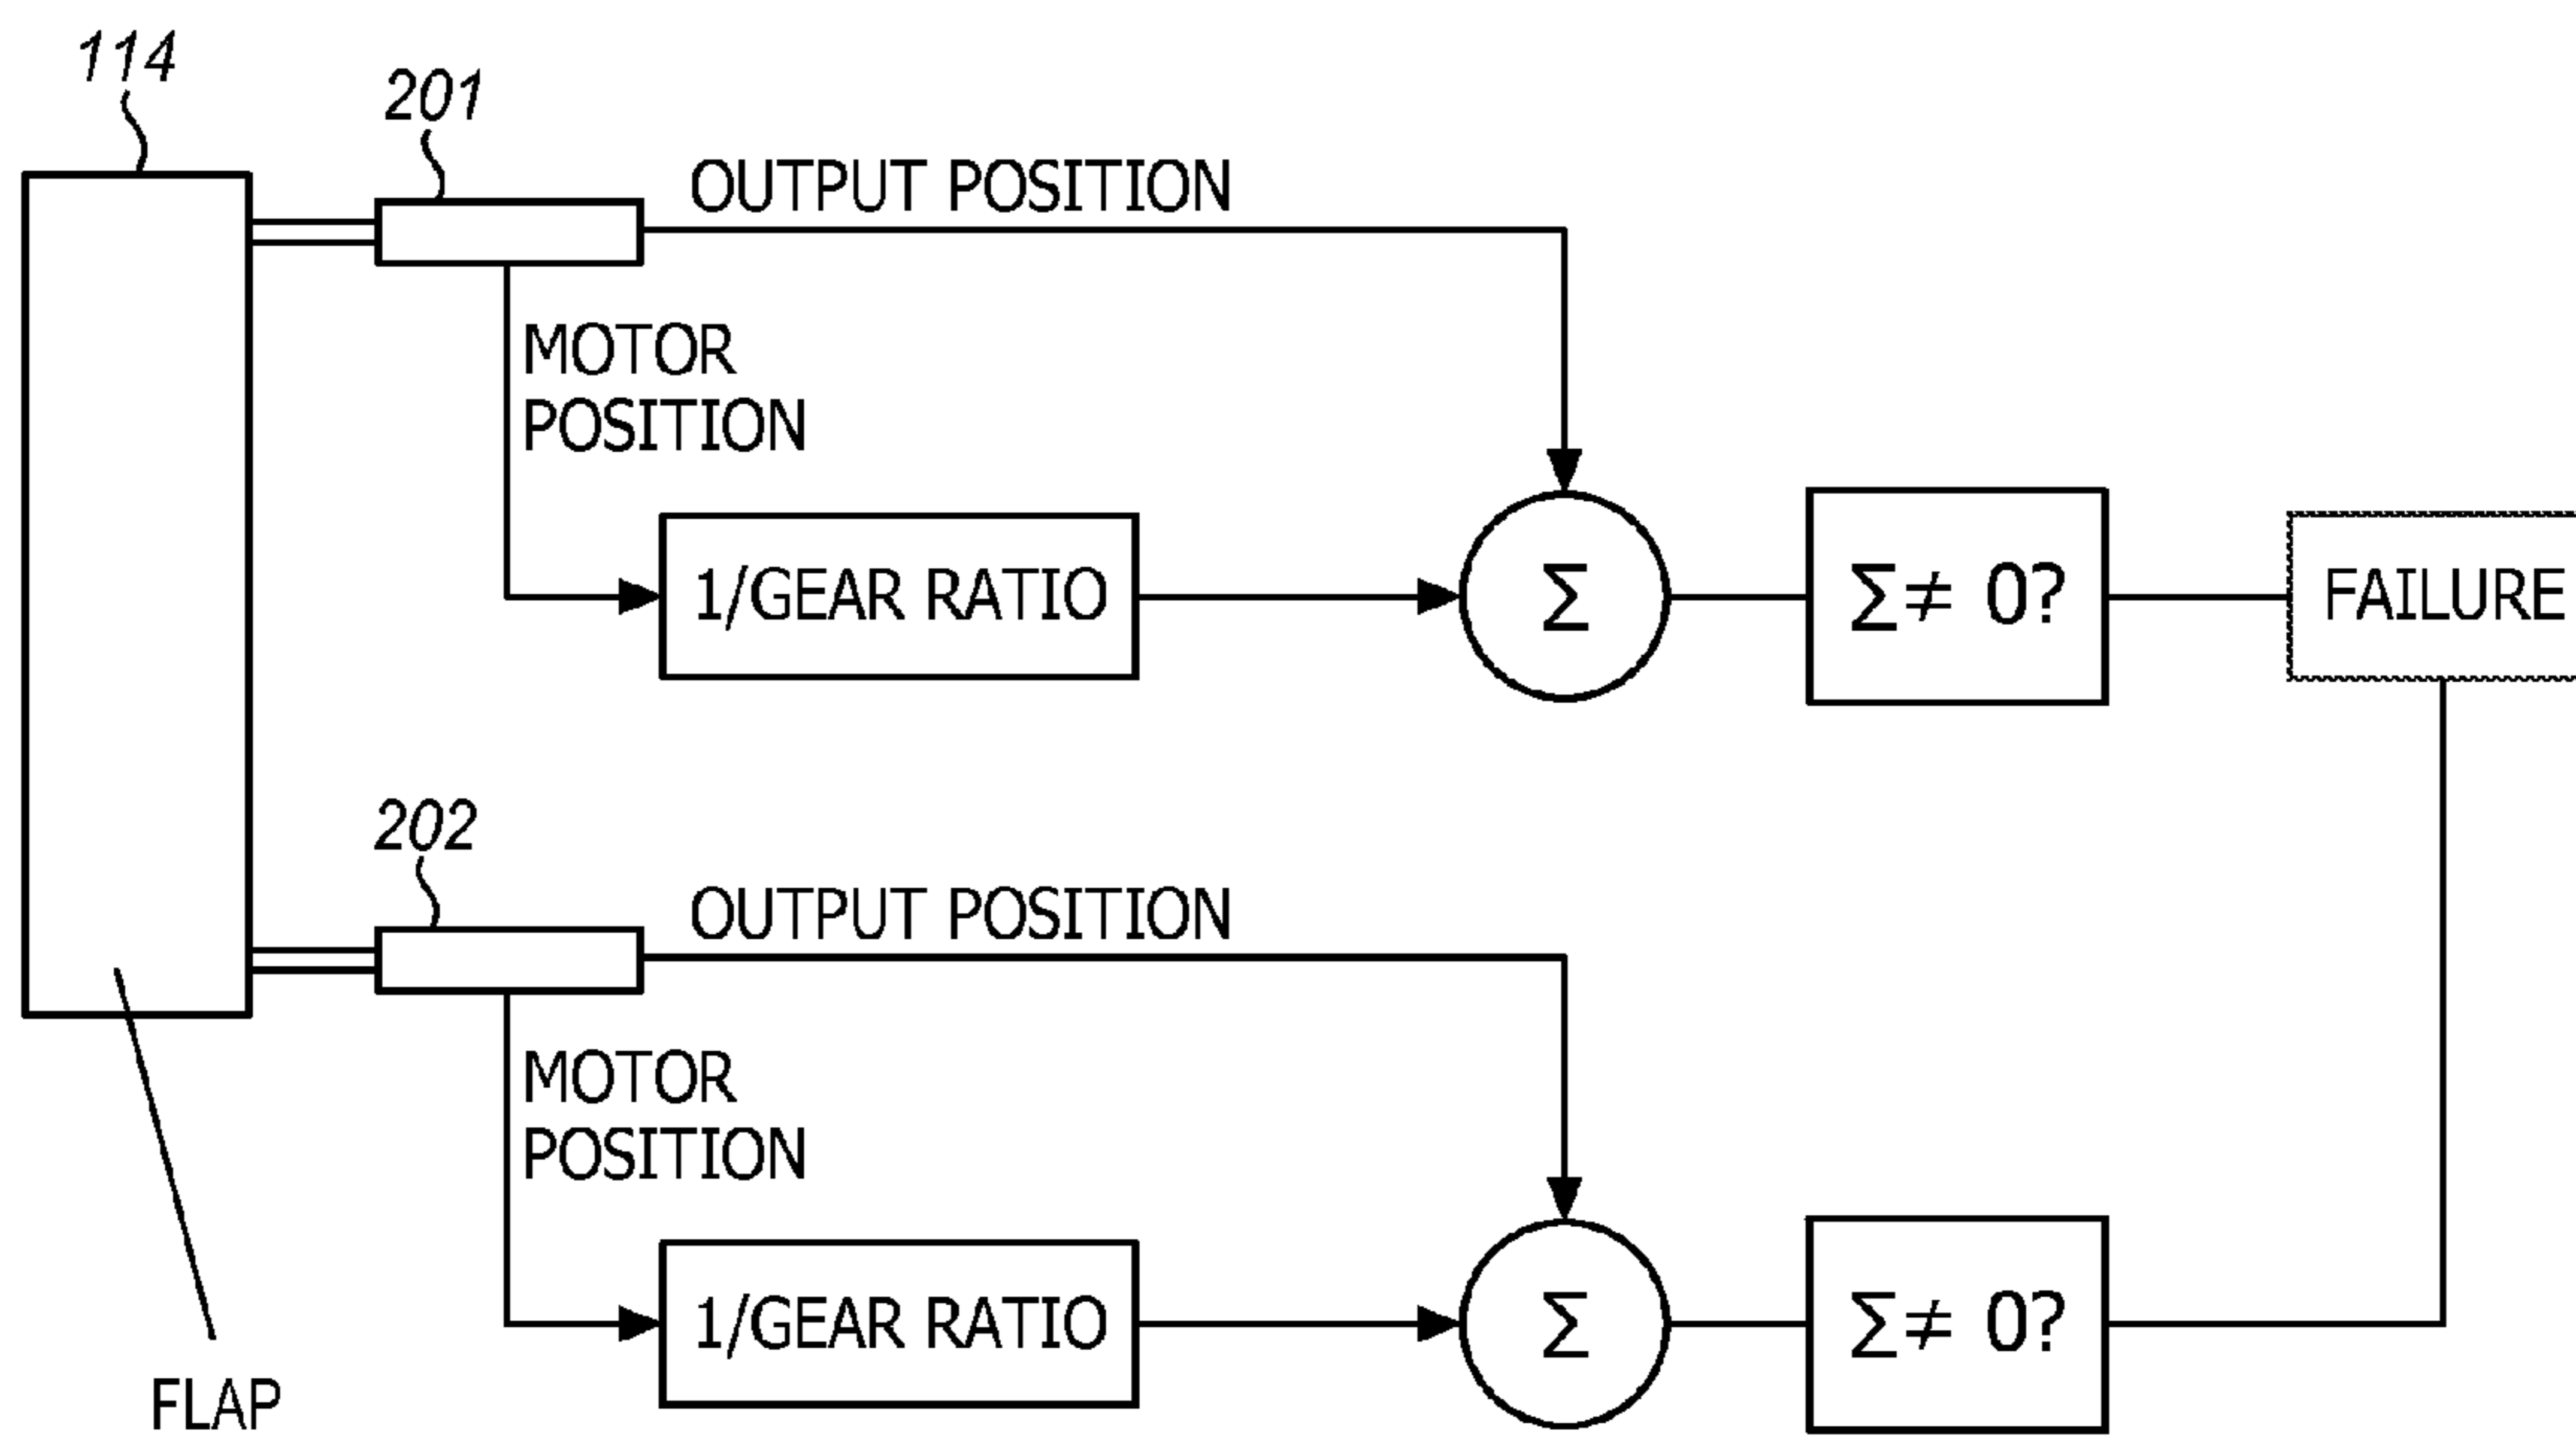 114
201
OUTPUT POSITION
MOTOR
POSITION
1/GEAR RATIO
Σ
Σ≠ 0?
FAILURE
202
OUTPUT POSITION
MOTOR
POSITION
1/GEAR RATIO
Σ
Σ≠ 0?
FLAP